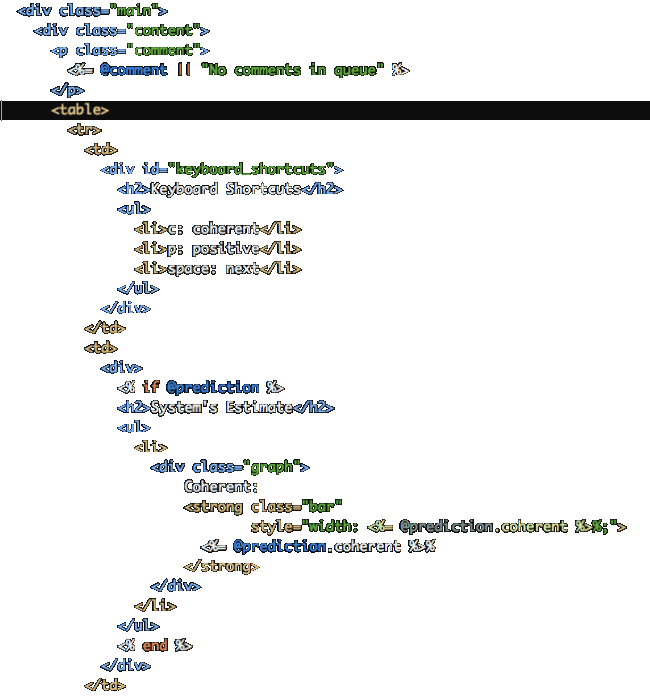 <div class="main">
<div class="content">
<p class="comment">
<%= @comment || "No comments in queue" %>
</p>
<table>
<tr>
<td>
<div id="keyboard_shortcuts">
<h2>Keyboard Shortcuts</h2>
<ul>
<li>c: coherent</li>
<li>p: positive</li>
<li>space: next</li>
</ul>
</div>
</td>
<td>
<div>
<% if @prediction %>
<h2>System's Estimate</h2>
<ul>
<li>
<div class="graph">
Coherent:
<strong class="bar"
style="width: <%= @prediction.coherent %>%;">
<%= @prediction.coherent %>%
</strong>
</div>
</li>
</ul>
<% end %>
</div>
</td>